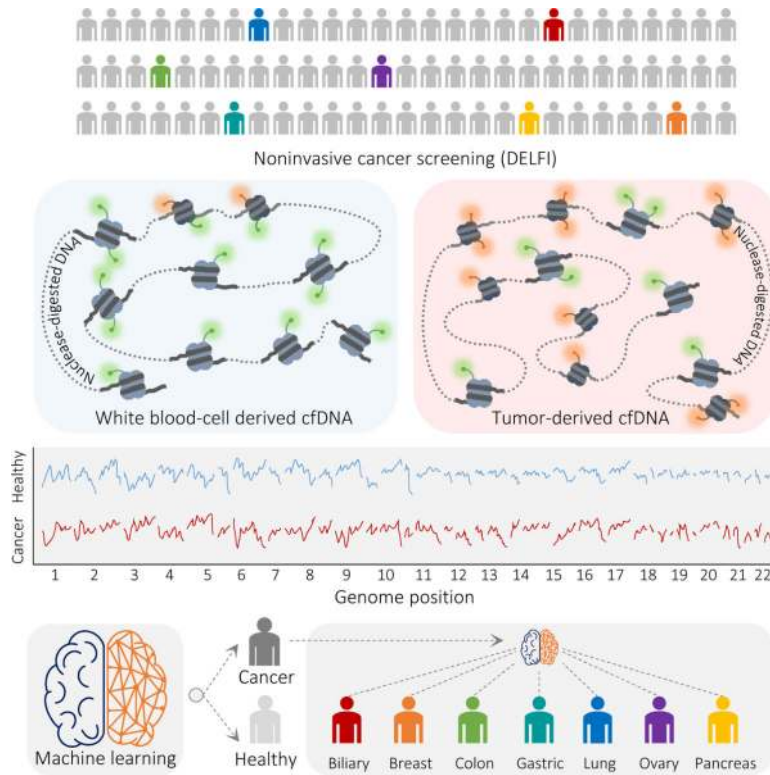 Noninvasive cancer screening (DELFI)
Nuclease-digested DNA
Nuclease-digested DNA
White blood-cell derived cfDNA
Tumor-derived cfDNA
Healthy
Cancer
1 2 3 4 5 6 7 8 9 10 11 12 13 14 15 16 17 18 19 20 21 22
Genome position
Cancer
Healthy
Machine learning
Biliary Breast Colon Gastric Lung Ovary Pancreas